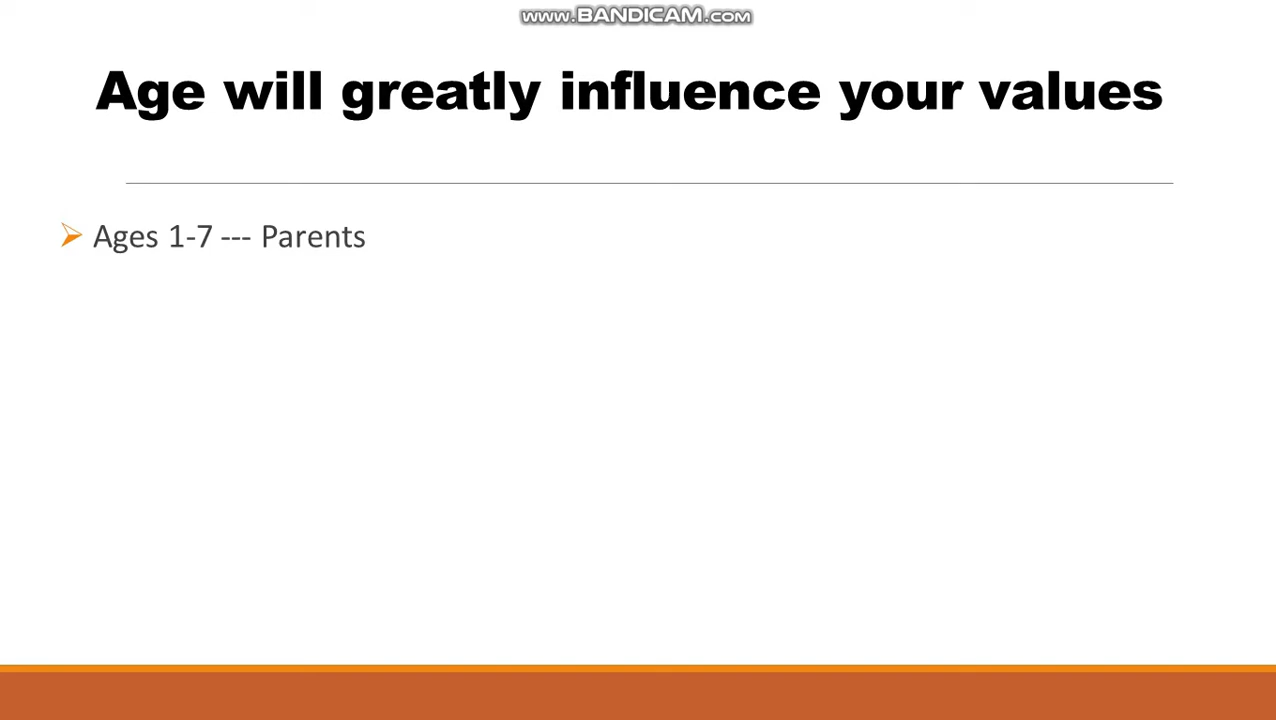 www.BANDICAM.com
Age will greatly influence your values
Ages 1-7 --- Parents